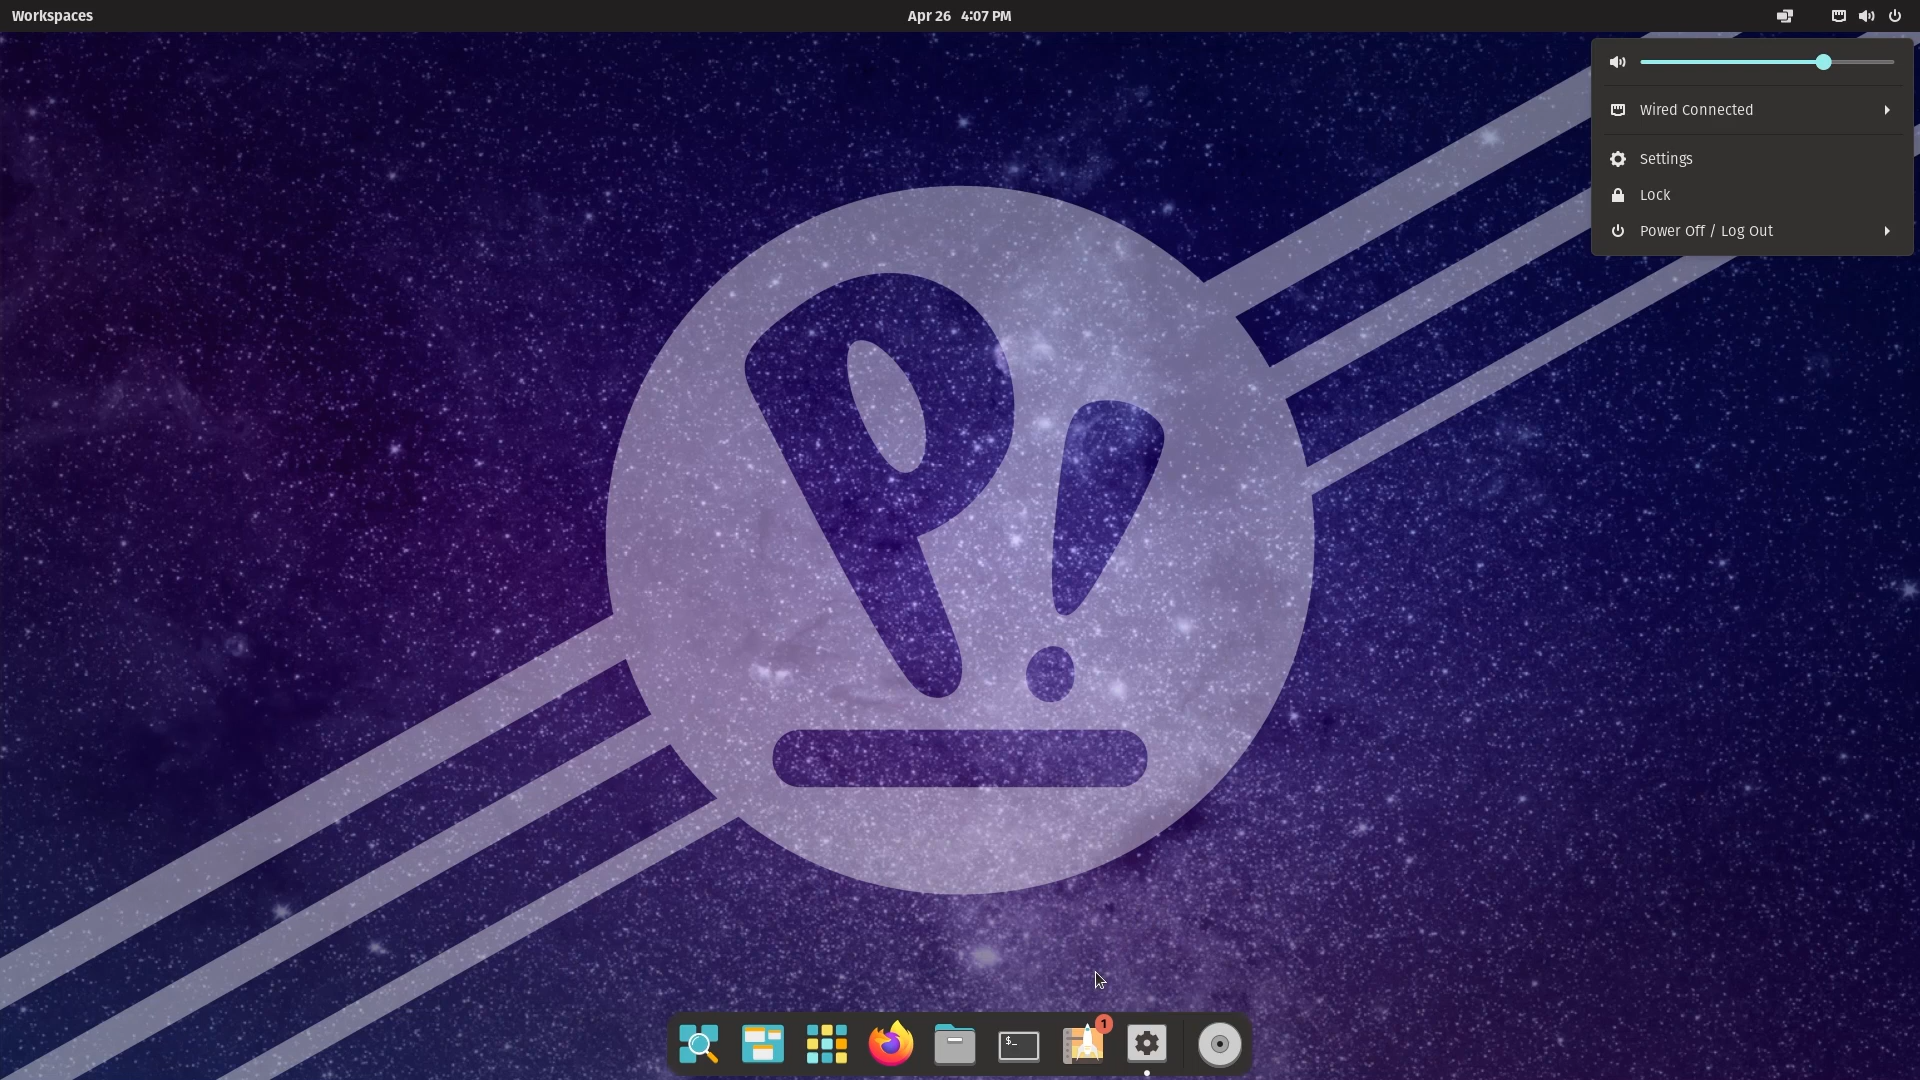 Workspaces
Apr 26 4:07 PM
Wired Connected
Settings
Lock
Power Off / Log Out
P!
$_
1